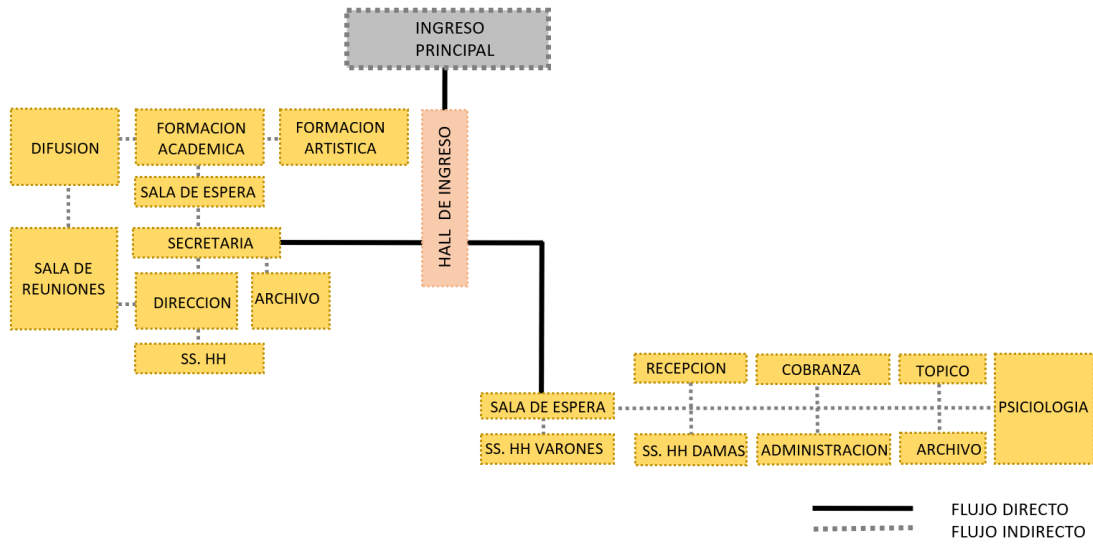 INGRESO
PRINCIPAL
HALL DE INGRESO
DIFUSION
FORMACION
ACADEMICA
FORMACION
ARTISTICA
SALA DE ESPERA
SECRETARIA
SALA DE
REUNIONES
DIRECCION
ARCHIVO
SS. HH
RECEPCION
COBRANZA
TOPICO
SALA DE ESPERA
PSICIOLOGIA
SS. HH VARONES
SS. HH DAMAS
ADMINISTRACION
ARCHIVO
FLUJO DIRECTO
FLUJO INDIRECTO